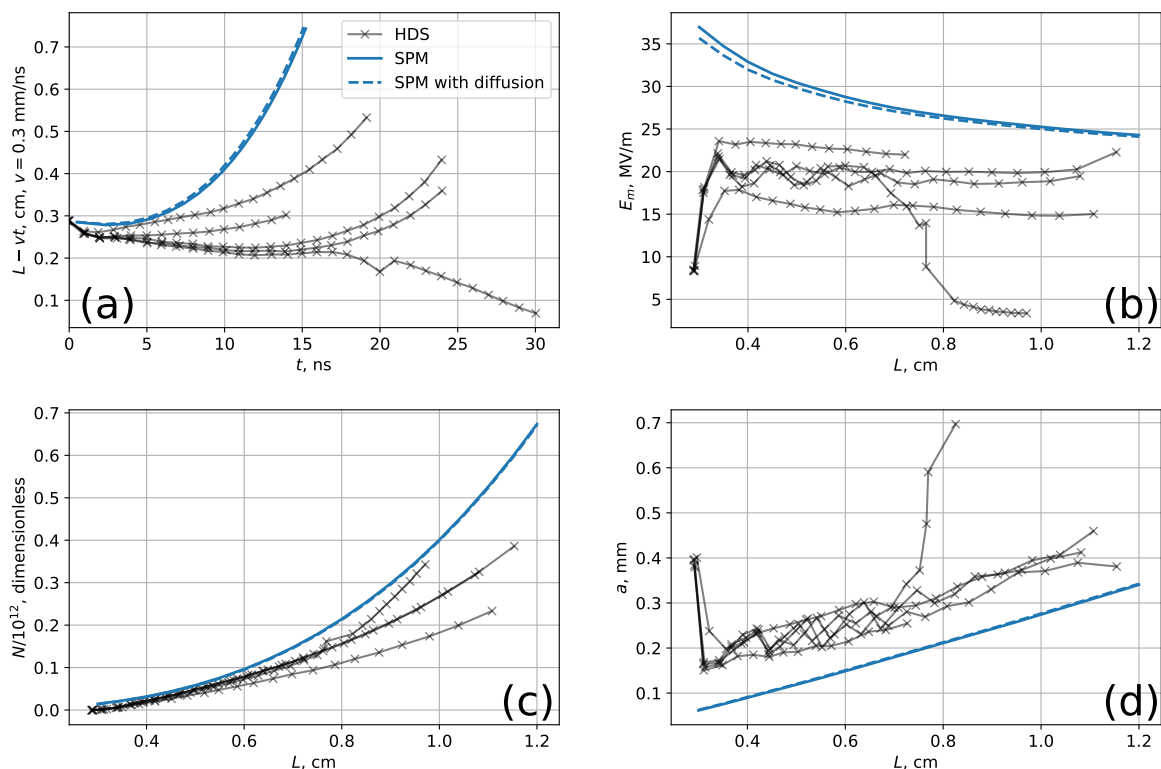 0.7
0.6
0.5
0.4
0.3
0.2
0.1
L − vt, cm, v = 0.3 mm/ns
0 5 10 15 20 25 30
t, ns
HDS
SPM
SPM with diffusion
(a)
35
30
25
20
15
10
5
E_m, MV/m
0.4 0.6 0.8 1.0 1.2
L, cm
(b)
0.7
0.6
0.5
0.4
0.3
0.2
0.1
0.0
N/10^12, dimensionless
0.4 0.6 0.8 1.0 1.2
L, cm
(c)
0.7
0.6
0.5
0.4
0.3
0.2
0.1
a, mm
0.4 0.6 0.8 1.0 1.2
L, cm
(d)